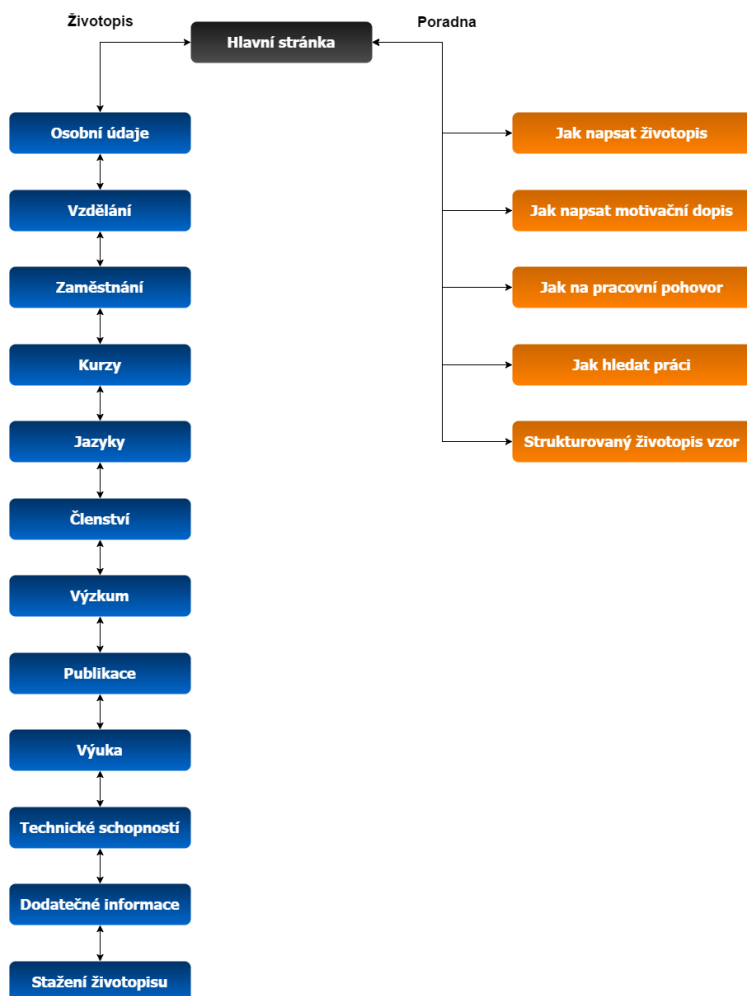 Životopis
Hlavní stránka
Poradna
Osobní údaje
Vzdělání
Zaměstnání
Kurzy
Jazyky
Členství
Výzkum
Publikace
Výuka
Technické schopností
Dodatečné informace
Stažení životopisu
Jak napsat životopis
Jak napsat motivační dopis
Jak na pracovní pohovor
Jak hledat práci
Strukturovaný životopis vzor